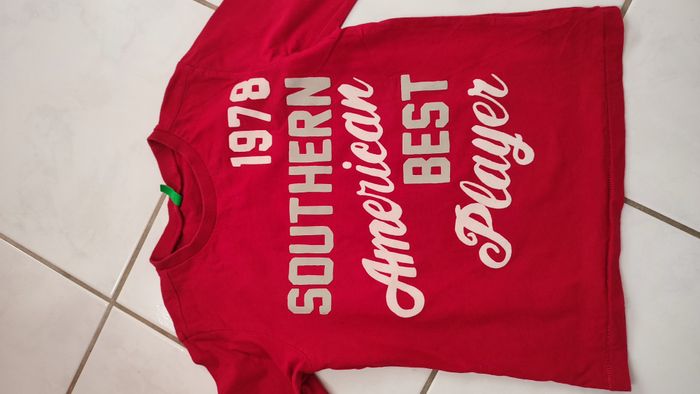 1978
SOUTHERN
American
BEST
Player